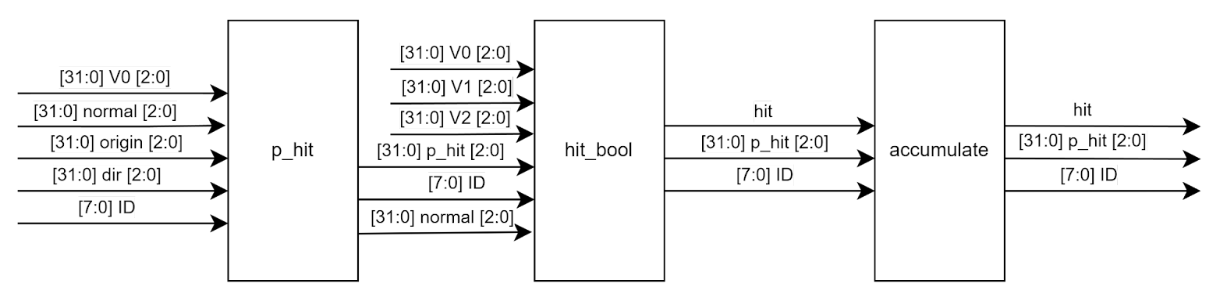 [31:0] V0 [2:0]
[31:0] normal [2:0]
[31:0] origin [2:0]
[31:0] dir [2:0]
[7:0] ID
p_hit
[31:0] V0 [2:0]
[31:0] V1 [2:0]
[31:0] V2 [2:0]
[31:0] p_hit [2:0]
[7:0] ID
[31:0] normal [2:0]
hit_bool
hit
[31:0] p_hit [2:0]
[7:0] ID
accumulate
hit
[31:0] p_hit [2:0]
[7:0] ID